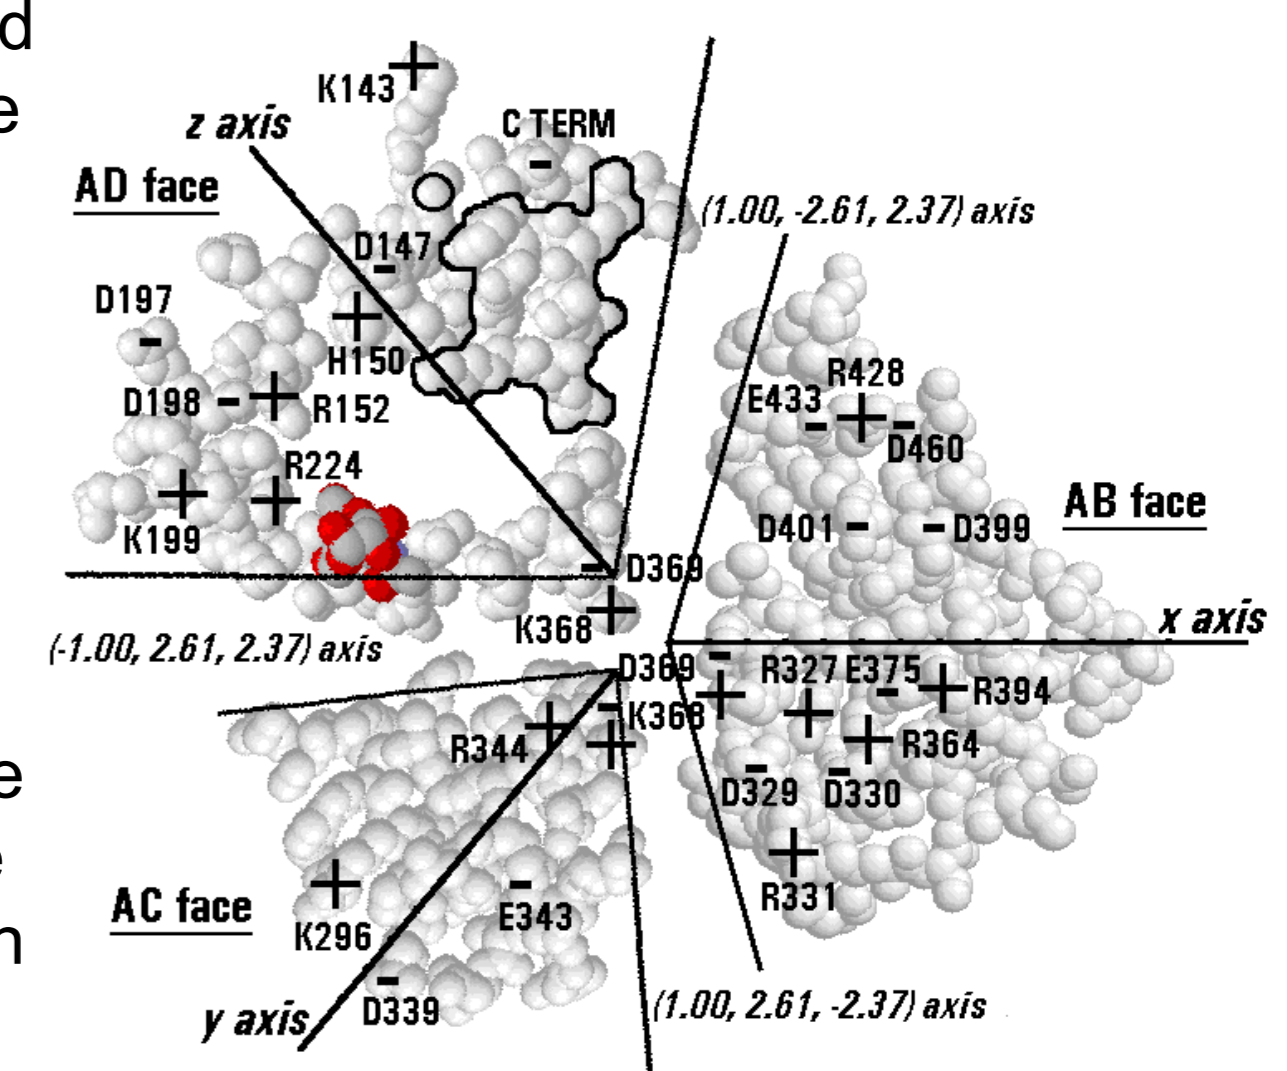 d
e
K143
z axis
C TERM
AD face
(1.00, -2.61, 2.37) axis
D147
D197
H150
R428
E433
D198
R152
D460
R224
AB face
D401
D399
K199
D369
x axis
K368
(-1.00, 2.61, 2.37) axis
D369
R327
E375
R394
K368
R344
R364
D329
D330
e
e
R331
AC face
E343
K296
n
D339
y axis
(1.00, 2.61, -2.37) axis